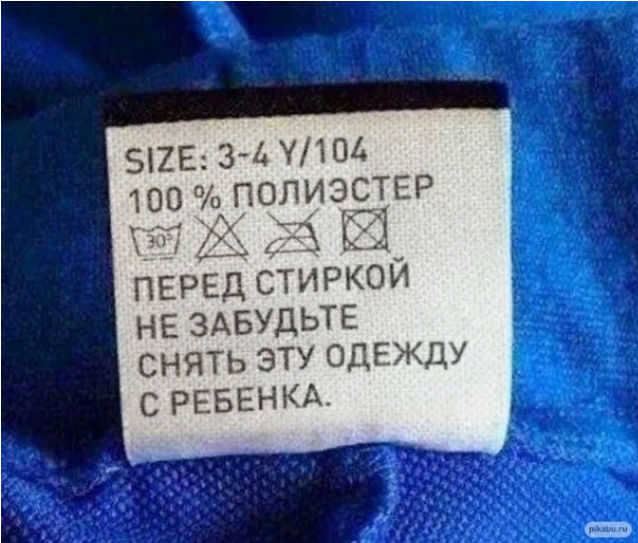 SIZE: 3-4 Y/104
100 % ПОЛИЭСТЕР
30°
ПЕРЕД СТИРКОЙ
НЕ ЗАБУДЬТЕ
СНЯТЬ ЭТУ ОДЕЖДУ
С РЕБЕНКА.
pikabu.ru